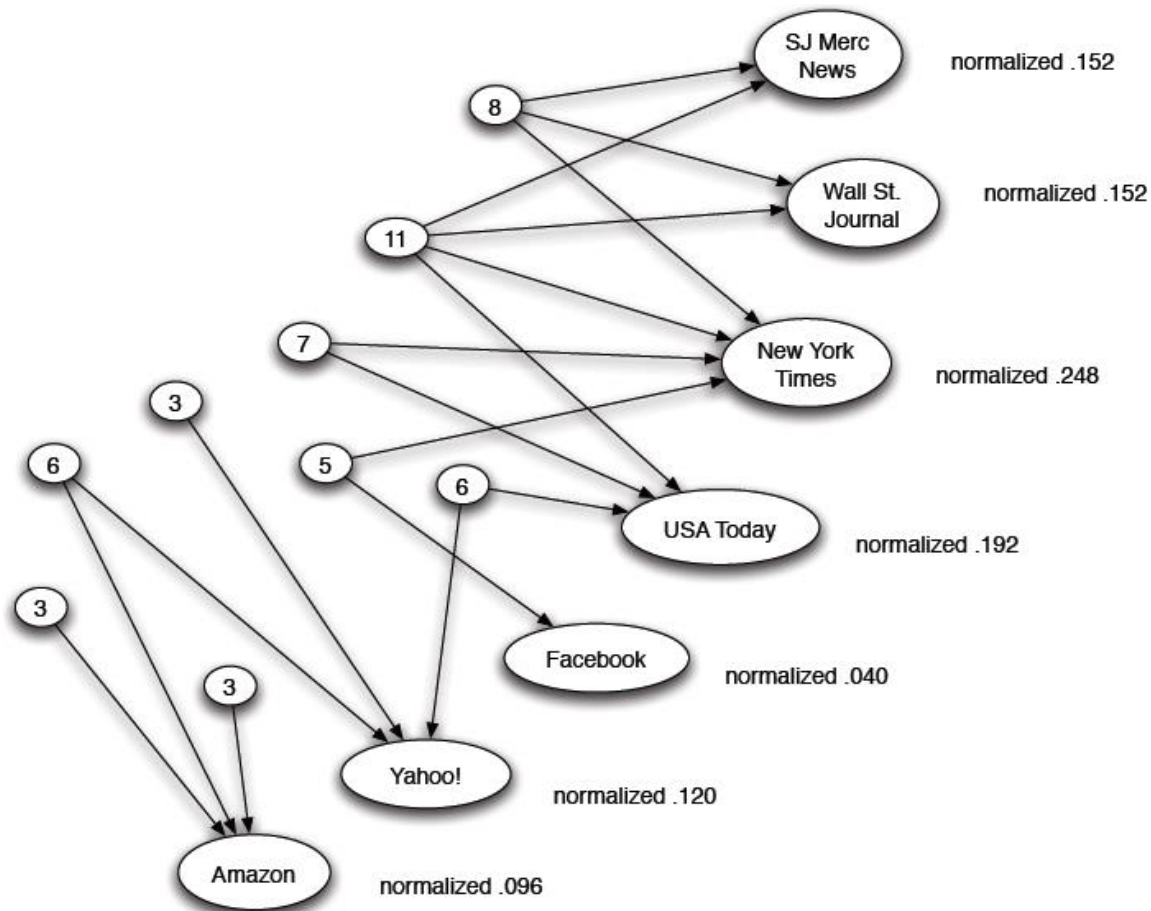 SJ Merc
News
normalized .152
8
Wall St.
Journal
normalized .152
11
7
New York
Times
normalized .248
3
6
5
6
USA Today
normalized .192
3
Facebook
normalized .040
3
Yahoo!
normalized .120
Amazon
normalized .096